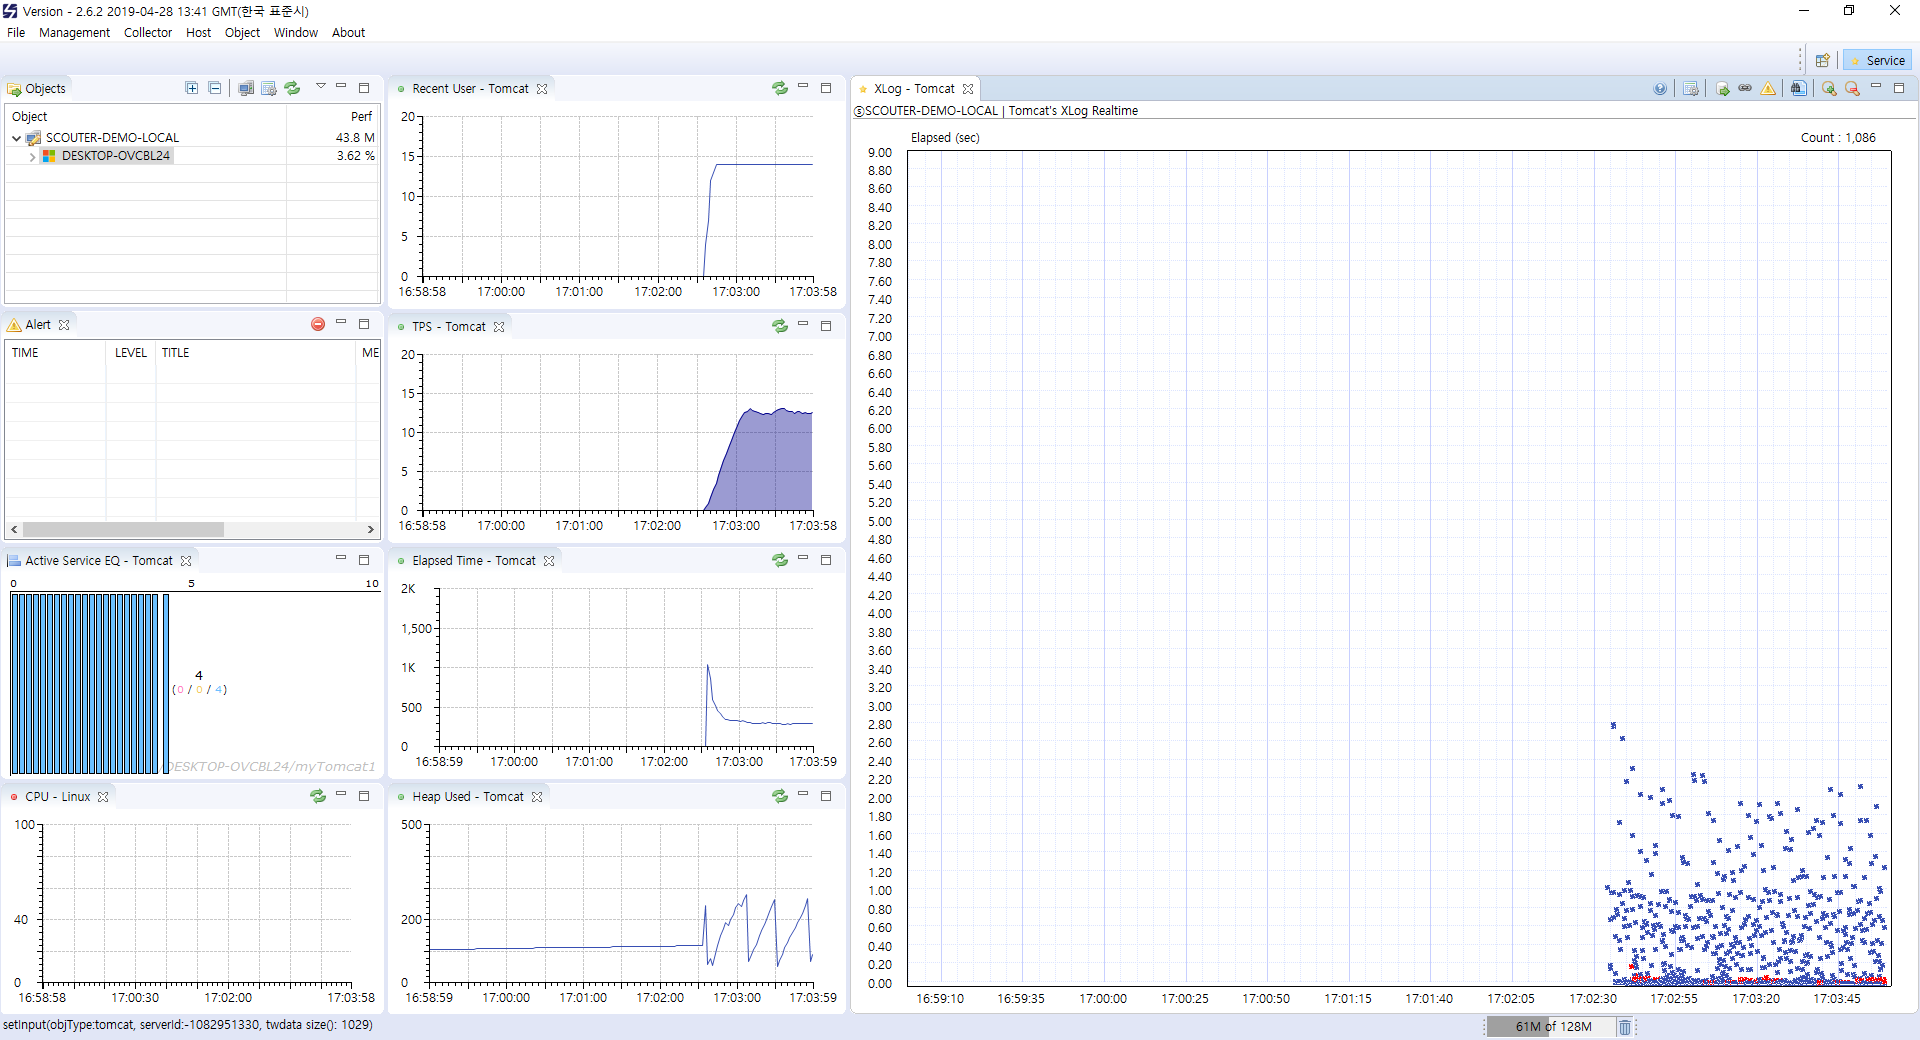 Version - 2.6.2 2019-04-28 13:41 GMT(한국 표준시)
File Management Collector Host Object Window About
Service
Objects
Object Perf
SCOUTER-DEMO-LOCAL 43.8 M
DESKTOP-OVCBL24 3.62 %
Alert
TIME LEVEL TITLE ME
Active Service EQ - Tomcat
0 5 10
4
(0 / 0 / 4)
DESKTOP-OVCBL24/myTomcat1
CPU - Linux
100
40
0
16:58:58 17:00:30 17:02:00 17:03:58
Recent User - Tomcat
20
15
10
5
0
16:58:58 17:00:00 17:01:00 17:02:00 17:03:00 17:03:58
TPS - Tomcat
20
15
10
5
0
16:58:58 17:00:00 17:01:00 17:02:00 17:03:00 17:03:58
Elapsed Time - Tomcat
2K
1,500
1K
500
0
16:58:59 17:00:00 17:01:00 17:02:00 17:03:00 17:03:59
Heap Used - Tomcat
500
200
0
16:58:59 17:00:00 17:01:00 17:02:00 17:03:00 17:03:59
XLog - Tomcat
ⓢSCOUTER-DEMO-LOCAL | Tomcat's XLog Realtime
Elapsed (sec) Count : 1,086
9.00
8.80
8.60
8.40
8.20
8.00
7.80
7.60
7.40
7.20
7.00
6.80
6.60
6.40
6.20
6.00
5.80
5.60
5.40
5.20
5.00
4.80
4.60
4.40
4.20
4.00
3.80
3.60
3.40
3.20
3.00
2.80
2.60
2.40
2.20
2.00
1.80
1.60
1.40
1.20
1.00
0.80
0.60
0.40
0.20
0.00
16:59:10 16:59:35 17:00:00 17:00:25 17:00:50 17:01:15 17:01:40 17:02:05 17:02:30 17:02:55 17:03:20 17:03:45
setInput(objType:tomcat, serverId:-1082951330, twdata size(): 1029)
61M of 128M